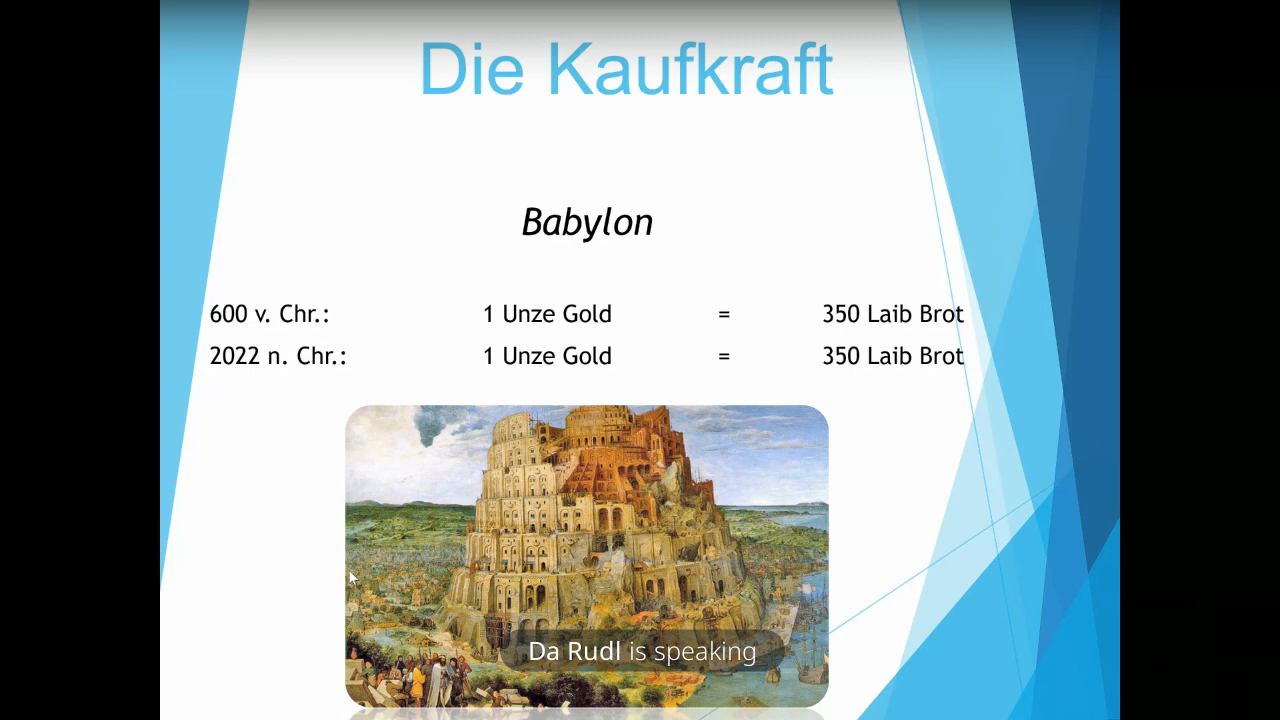 Die Kaufkraft
Babylon
600 v. Chr.: 1 Unze Gold = 350 Laib Brot
2022 n. Chr.: 1 Unze Gold = 350 Laib Brot
Da Rudl is speaking